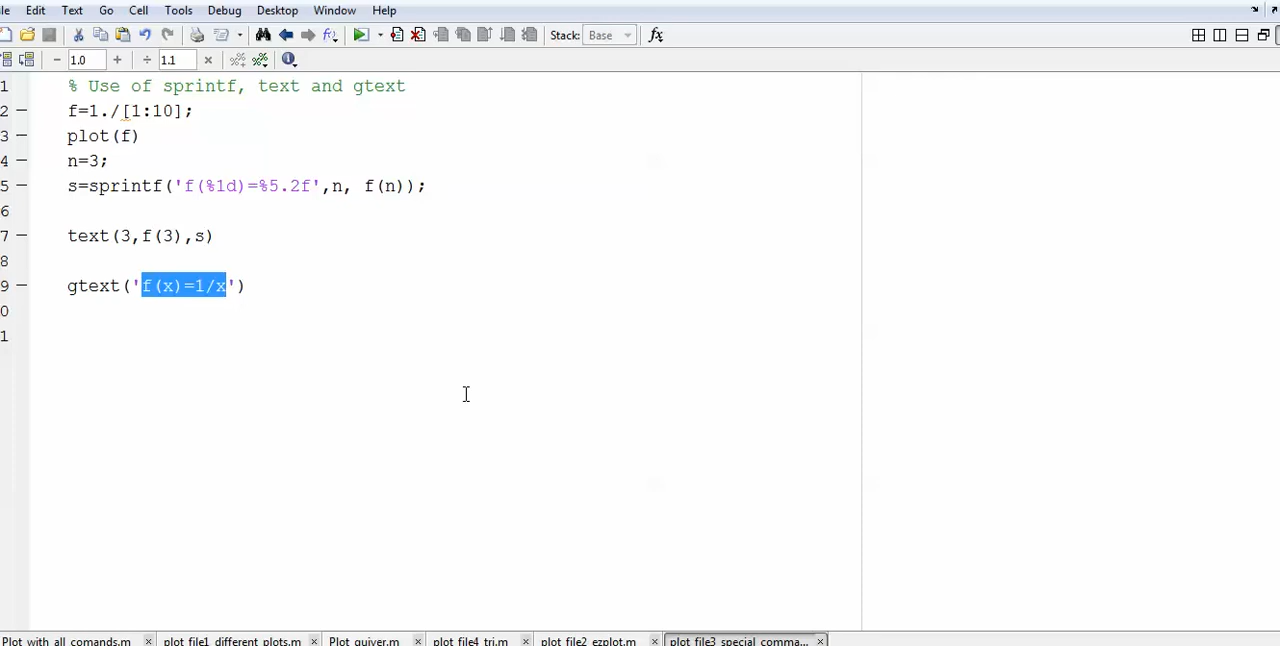 le Edit Text Go Cell Tools Debug Desktop Window Help
Stack: Base fx
− 1.0 + ÷ 1.1 ×
1 % Use of sprintf, text and gtext
2 − f=1./[1:10];
3 − plot(f)
4 − n=3;
5 − s=sprintf('f(%1d)=%5.2f',n, f(n));
6
7 − text(3,f(3),s)
8
9 − gtext('f(x)=1/x')
0
1
Plot with all comands.m × plot file1 different plots.m × Plot quiver.m × plot file4 tri.m × plot file2 ezplot.m × plot file3 special comma... ×